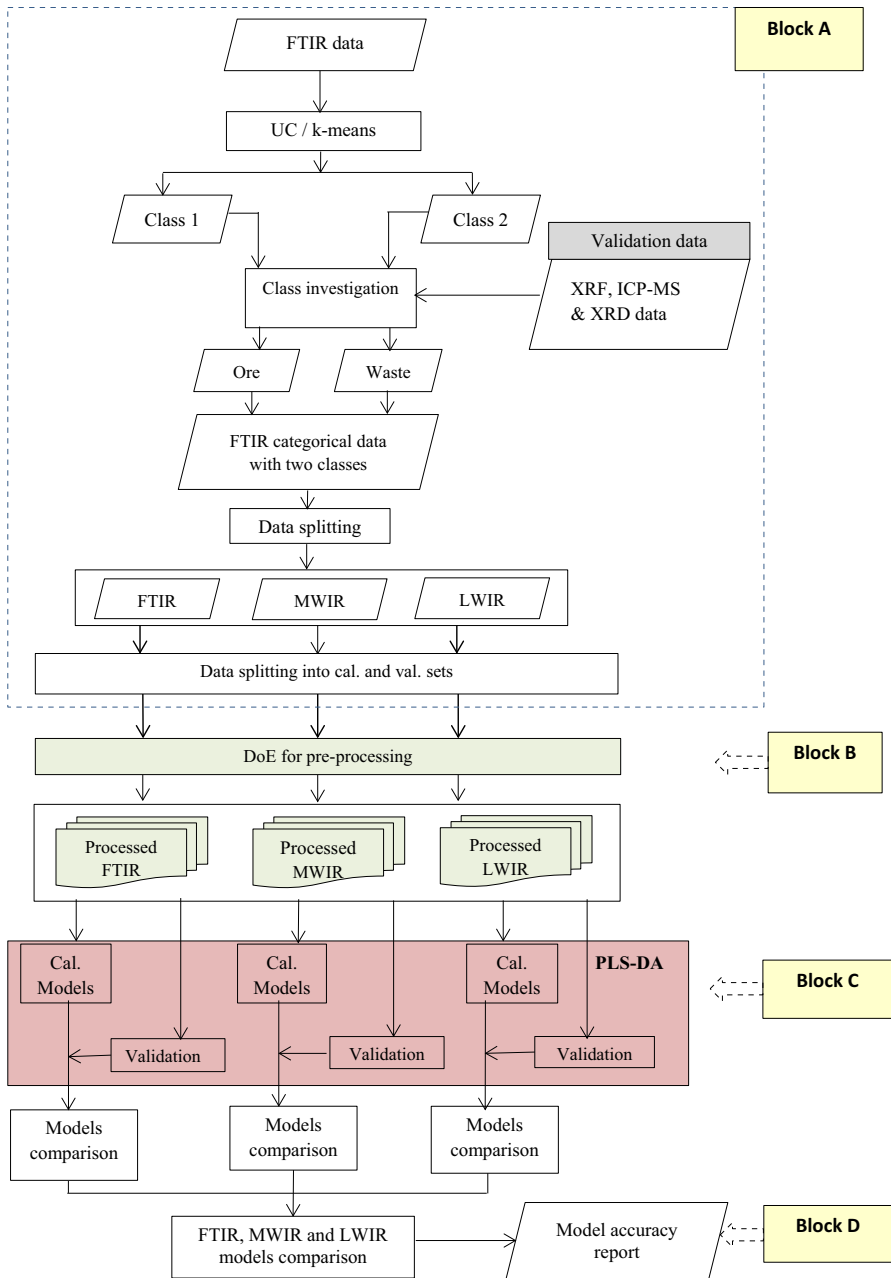 Block A
FTIR data
UC / k-means
Class 1
Class 2
Validation data
XRF, ICP-MS
& XRD data
Class investigation
Ore
Waste
FTIR categorical data
with two classes
Data splitting
FTIR
MWIR
LWIR
Data splitting into cal. and val. sets
DoE for pre-processing
Block B
Processed
FTIR
Processed
MWIR
Processed
LWIR
PLS-DA
Cal.
Models
Cal.
Models
Cal.
Models
Block C
Validation
Validation
Validation
Models
comparison
Models
comparison
Models
comparison
FTIR, MWIR and LWIR
models comparison
Model accuracy
report
Block D